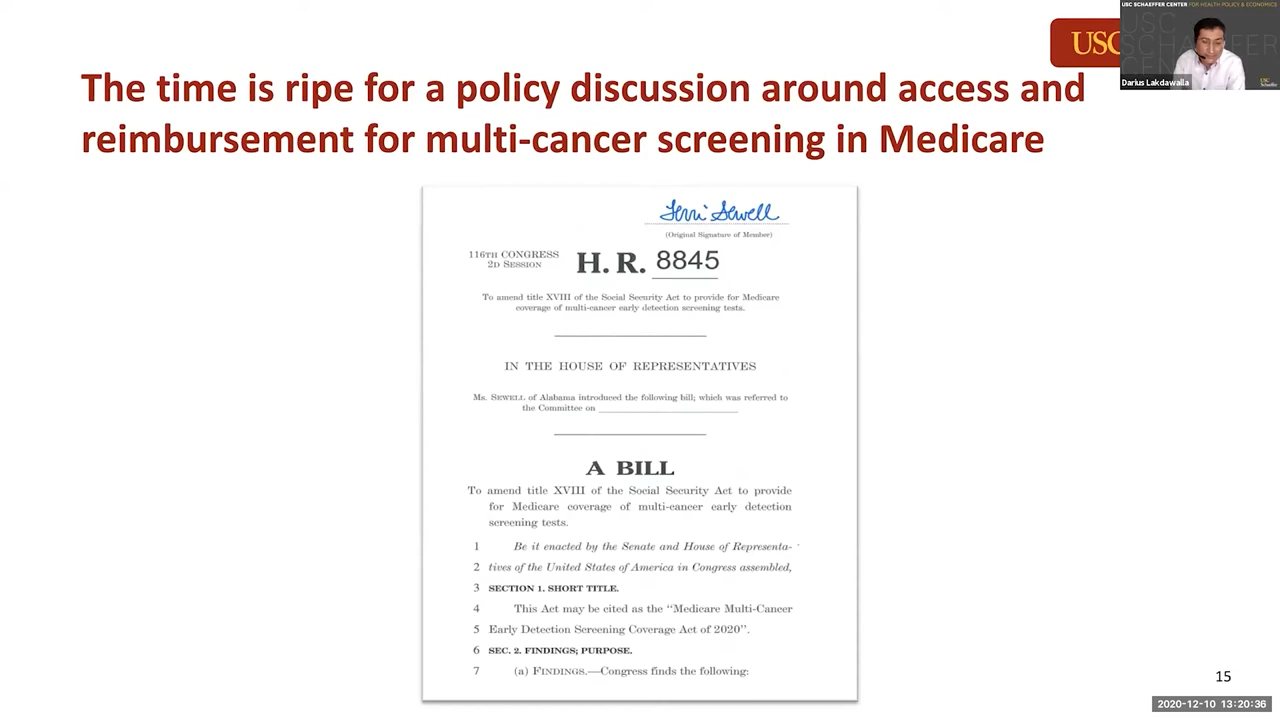 USC SCHAEFFER CENTER FOR HEALTH POLICY & ECONOMICS
USC
Darius Lakdawalla
The time is ripe for a policy discussion around access and
reimbursement for multi-cancer screening in Medicare
Terri Sewell
(Original Signature of Member)
116TH CONGRESS
2D SESSION
H. R. 8845
To amend title XVIII of the Social Security Act to provide for Medicare
coverage of multi-cancer early detection screening tests.
IN THE HOUSE OF REPRESENTATIVES
Ms. SEWELL of Alabama introduced the following bill; which was referred to
the Committee on
A BILL
To amend title XVIII of the Social Security Act to provide
for Medicare coverage of multi-cancer early detection
screening tests.
1 Be it enacted by the Senate and House of Representa-
2 tives of the United States of America in Congress assembled,
3 SECTION 1. SHORT TITLE.
4 This Act may be cited as the ‘‘Medicare Multi-Cancer
5 Early Detection Screening Coverage Act of 2020’’.
6 SEC. 2. FINDINGS; PURPOSE.
7 (a) FINDINGS.—Congress finds the following:
15
2020-12-10 13:20:36